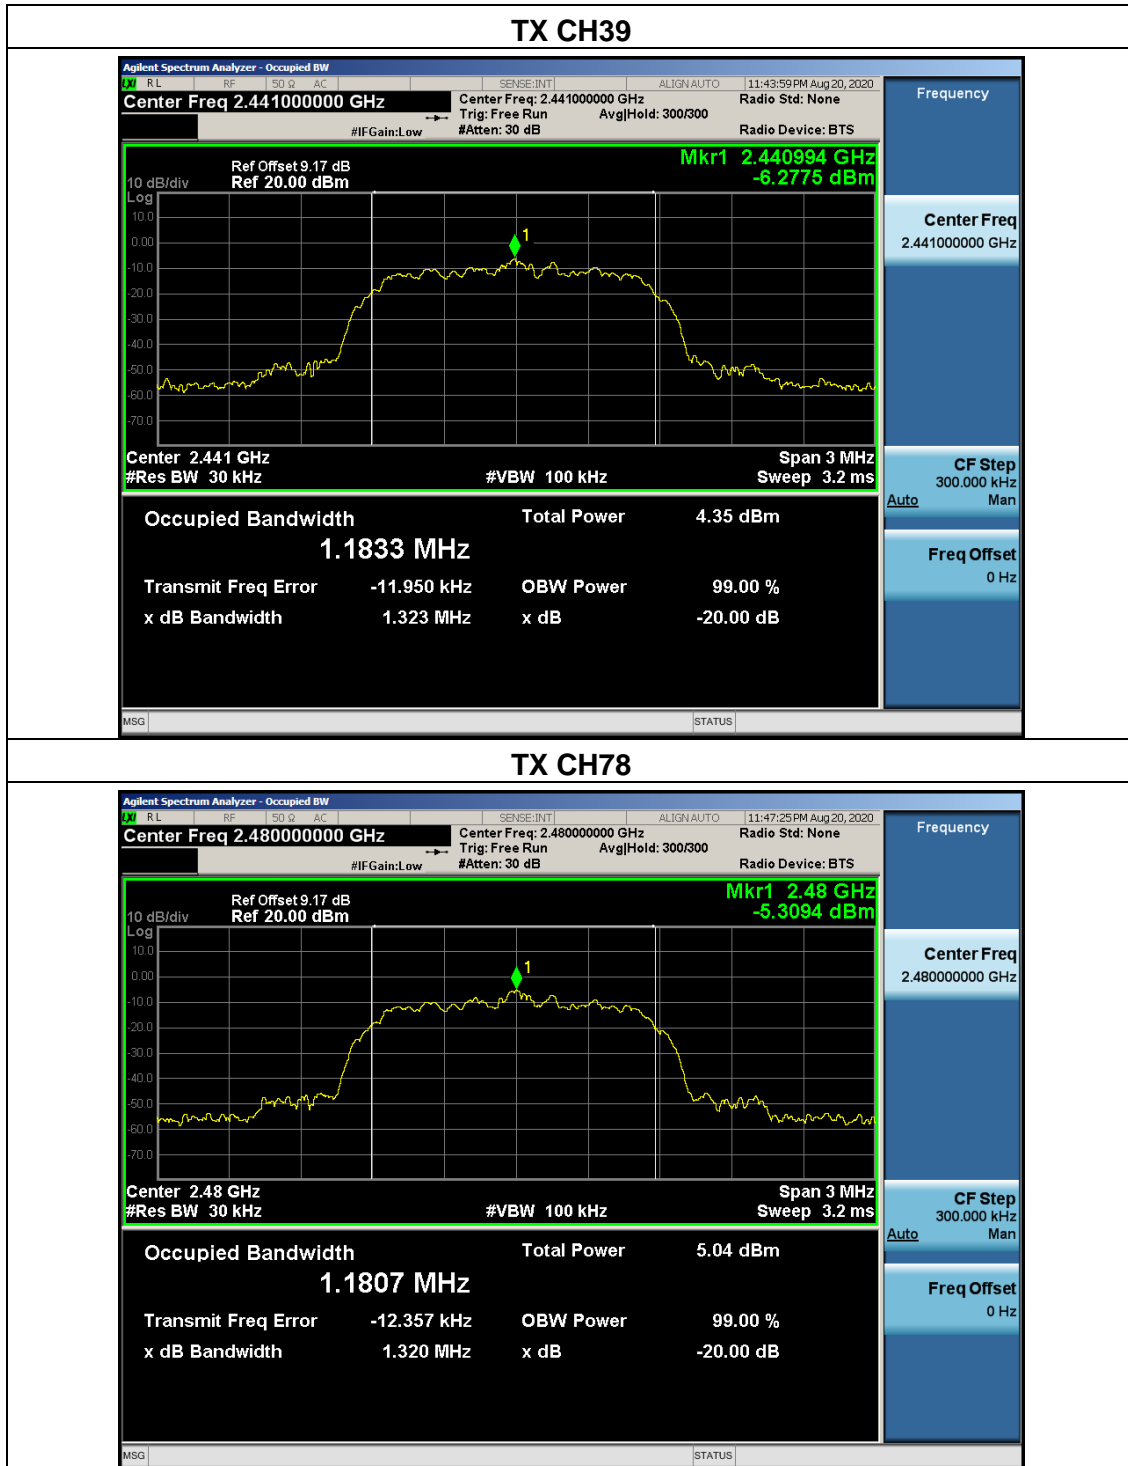 TX CH39
Agilent Spectrum Analyzer - Occupied BW
LXI RL RF 50 Ω AC SENSE:INT ALIGN AUTO 11:43:59 PM Aug 20, 2020
Center Freq 2.441000000 GHz
Center Freq: 2.441000000 GHz Radio Std: None
Trig: Free Run Avg|Hold: 300/300
#IFGain:Low #Atten: 30 dB Radio Device: BTS
Frequency
Mkr1 2.440994 GHz
-6.2775 dBm
Ref Offset 9.17 dB
10 dB/div Ref 20.00 dBm
Log
10.0
0.00
-10.0
-20.0
-30.0
-40.0
-50.0
-60.0
-70.0
1
Center Freq
2.441000000 GHz
Center 2.441 GHz Span 3 MHz
#Res BW 30 kHz #VBW 100 kHz Sweep 3.2 ms
CF Step
300.000 kHz
Auto Man
Occupied Bandwidth Total Power 4.35 dBm
1.1833 MHz
Freq Offset
0 Hz
Transmit Freq Error -11.950 kHz OBW Power 99.00 %
x dB Bandwidth 1.323 MHz x dB -20.00 dB
MSG STATUS
TX CH78
Agilent Spectrum Analyzer - Occupied BW
LXI RL RF 50 Ω AC SENSE:INT ALIGN AUTO 11:47:25 PM Aug 20, 2020
Center Freq 2.480000000 GHz
Center Freq: 2.480000000 GHz Radio Std: None
Trig: Free Run Avg|Hold: 300/300
#IFGain:Low #Atten: 30 dB Radio Device: BTS
Frequency
Mkr1 2.48 GHz
-5.3094 dBm
Ref Offset 9.17 dB
10 dB/div Ref 20.00 dBm
Log
10.0
0.00
-10.0
-20.0
-30.0
-40.0
-50.0
-60.0
-70.0
1
Center Freq
2.480000000 GHz
Center 2.48 GHz Span 3 MHz
#Res BW 30 kHz #VBW 100 kHz Sweep 3.2 ms
CF Step
300.000 kHz
Auto Man
Occupied Bandwidth Total Power 5.04 dBm
1.1807 MHz
Freq Offset
0 Hz
Transmit Freq Error -12.357 kHz OBW Power 99.00 %
x dB Bandwidth 1.320 MHz x dB -20.00 dB
MSG STATUS